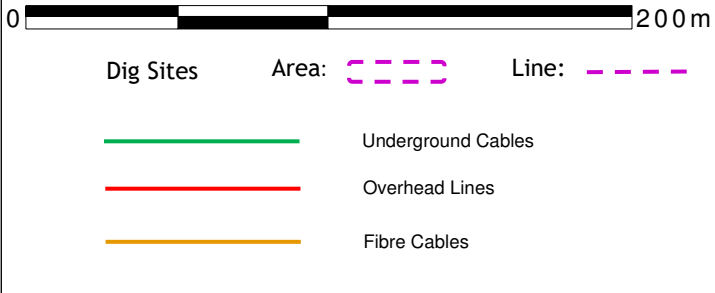 0 200m
Dig Sites Area: Line:
Underground Cables
Overhead Lines
Fibre Cables